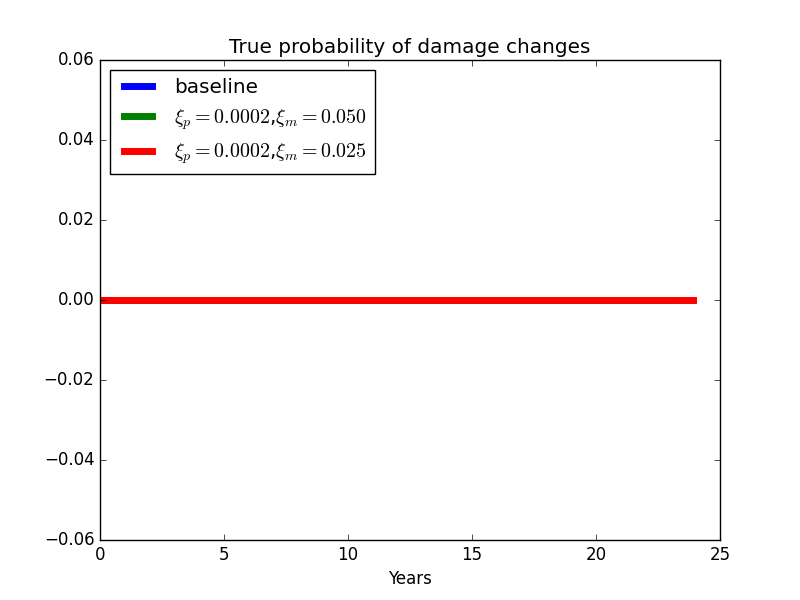 True probability of damage changes
baseline
ξp = 0.0002,ξm = 0.050
ξp = 0.0002,ξm = 0.025
0.06
0.04
0.02
0.00
−0.02
−0.04
−0.06
0 5 10 15 20 25
Years